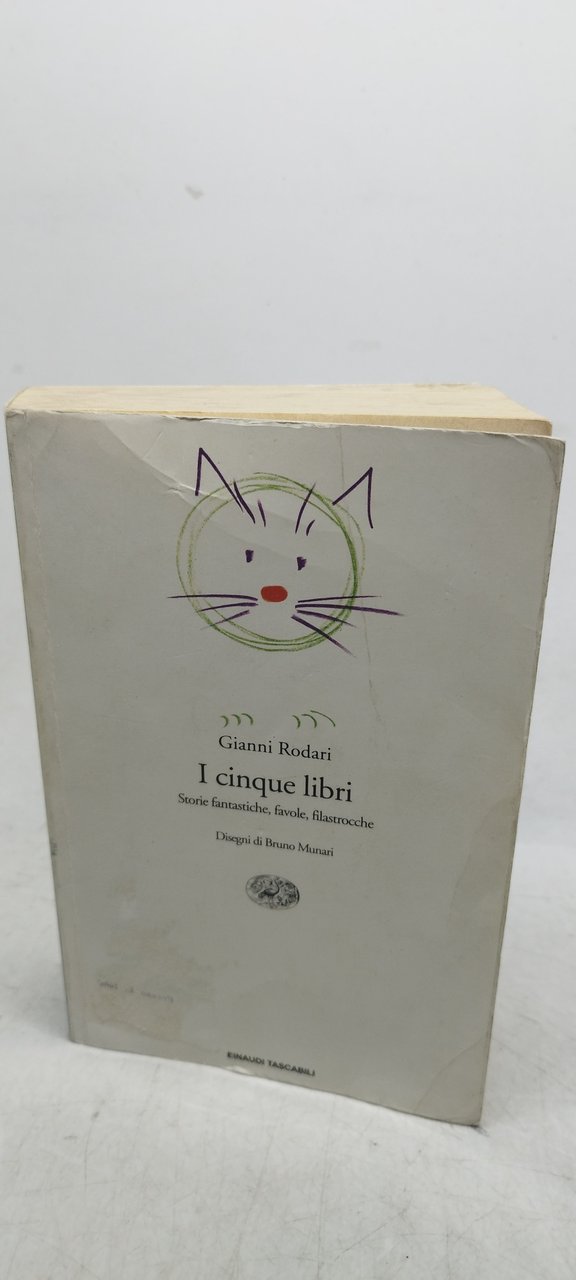 Gianni Rodari
I cinque libri
Storie fantastiche, favole, filastrocche
Disegni di Bruno Munari
EINAUDI TASCABILI